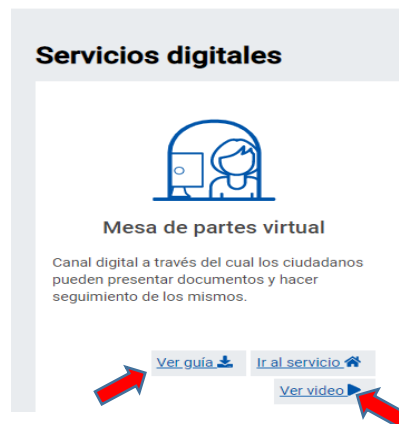 Servicios digitales
Mesa de partes virtual
Canal digital a través del cual los ciudadanos
pueden presentar documentos y hacer
seguimiento de los mismos.
Ver guía Ir al servicio
Ver video